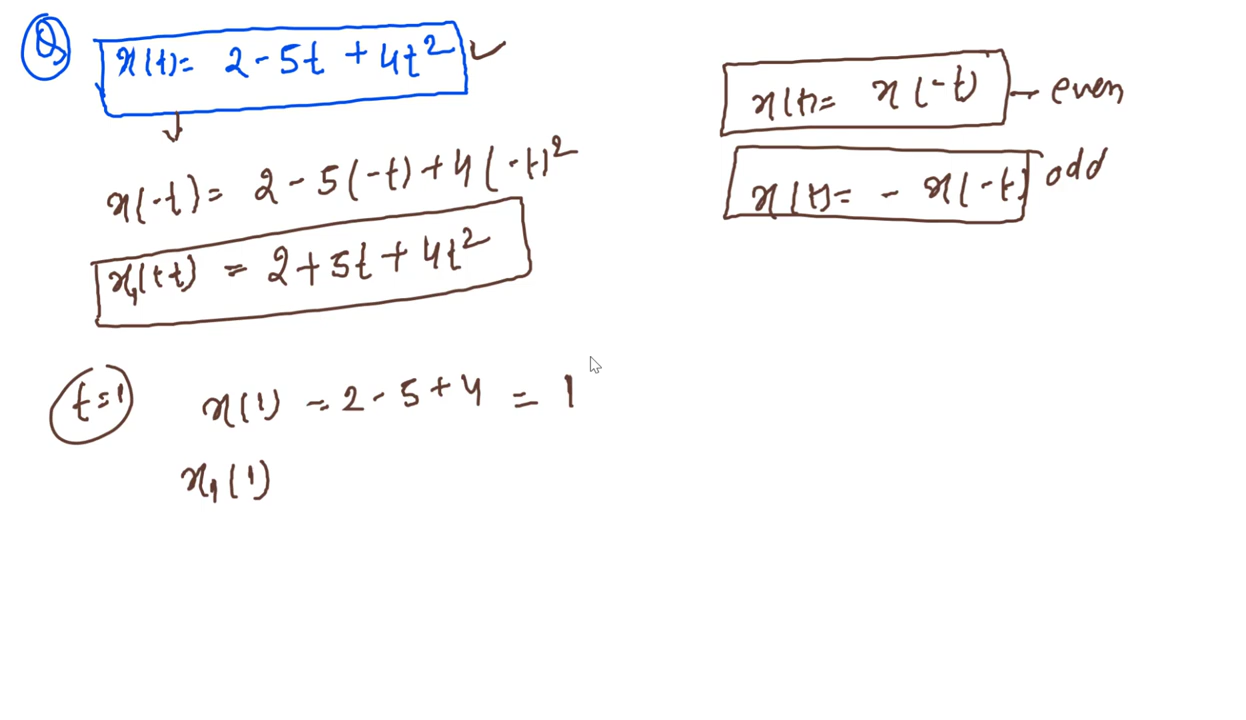 Q
x(t)= 2-5t +4t²
x(-t)= 2-5(-t)+4(-t)²
x₁(+t) = 2+5t+4t²
t=1 x(1) = 2-5+4 = 1
x₁(1)
x(t)= x(-t) → even
x(t)= - x(-t) odd